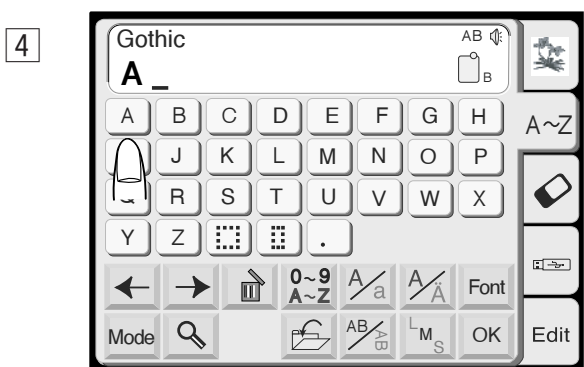 4
Gothic
AB
A _
B
A B C D E F G H
J K L M N O P
R S T U V W X
Y Z .
A~Z
0~9
A~Z
A/a
A/Ä
Font
Mode
AB/AB
L M S
OK
Edit